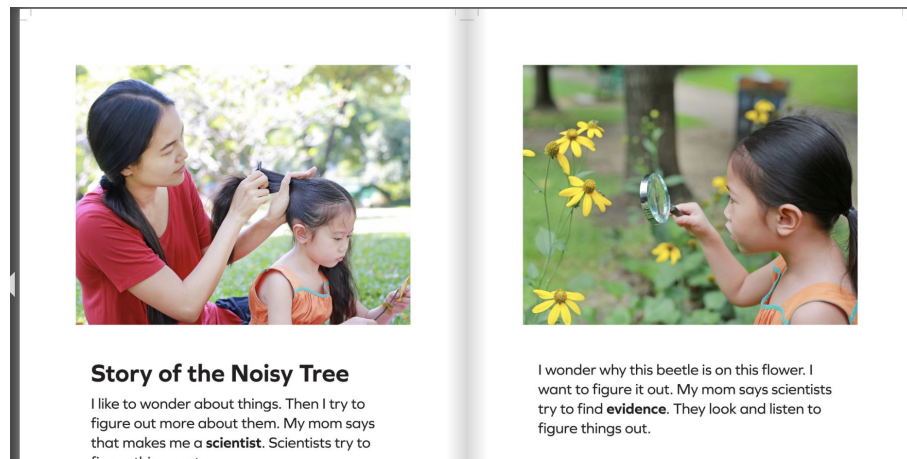 Story of the Noisy Tree
I like to wonder about things. Then I try to
figure out more about them. My mom says
that makes me a scientist. Scientists try to
I wonder why this beetle is on this flower. I
want to figure it out. My mom says scientists
try to find evidence. They look and listen to
figure things out.